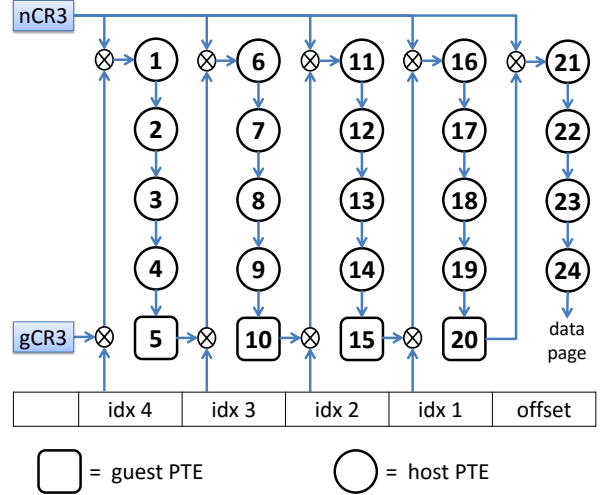 nCR3
1 6 11 16 21
2 7 12 17 22
3 8 13 18 23
4 9 14 19 24
gCR3 5 10 15 20 data
page
idx 4 idx 3 idx 2 idx 1 offset
= guest PTE = host PTE